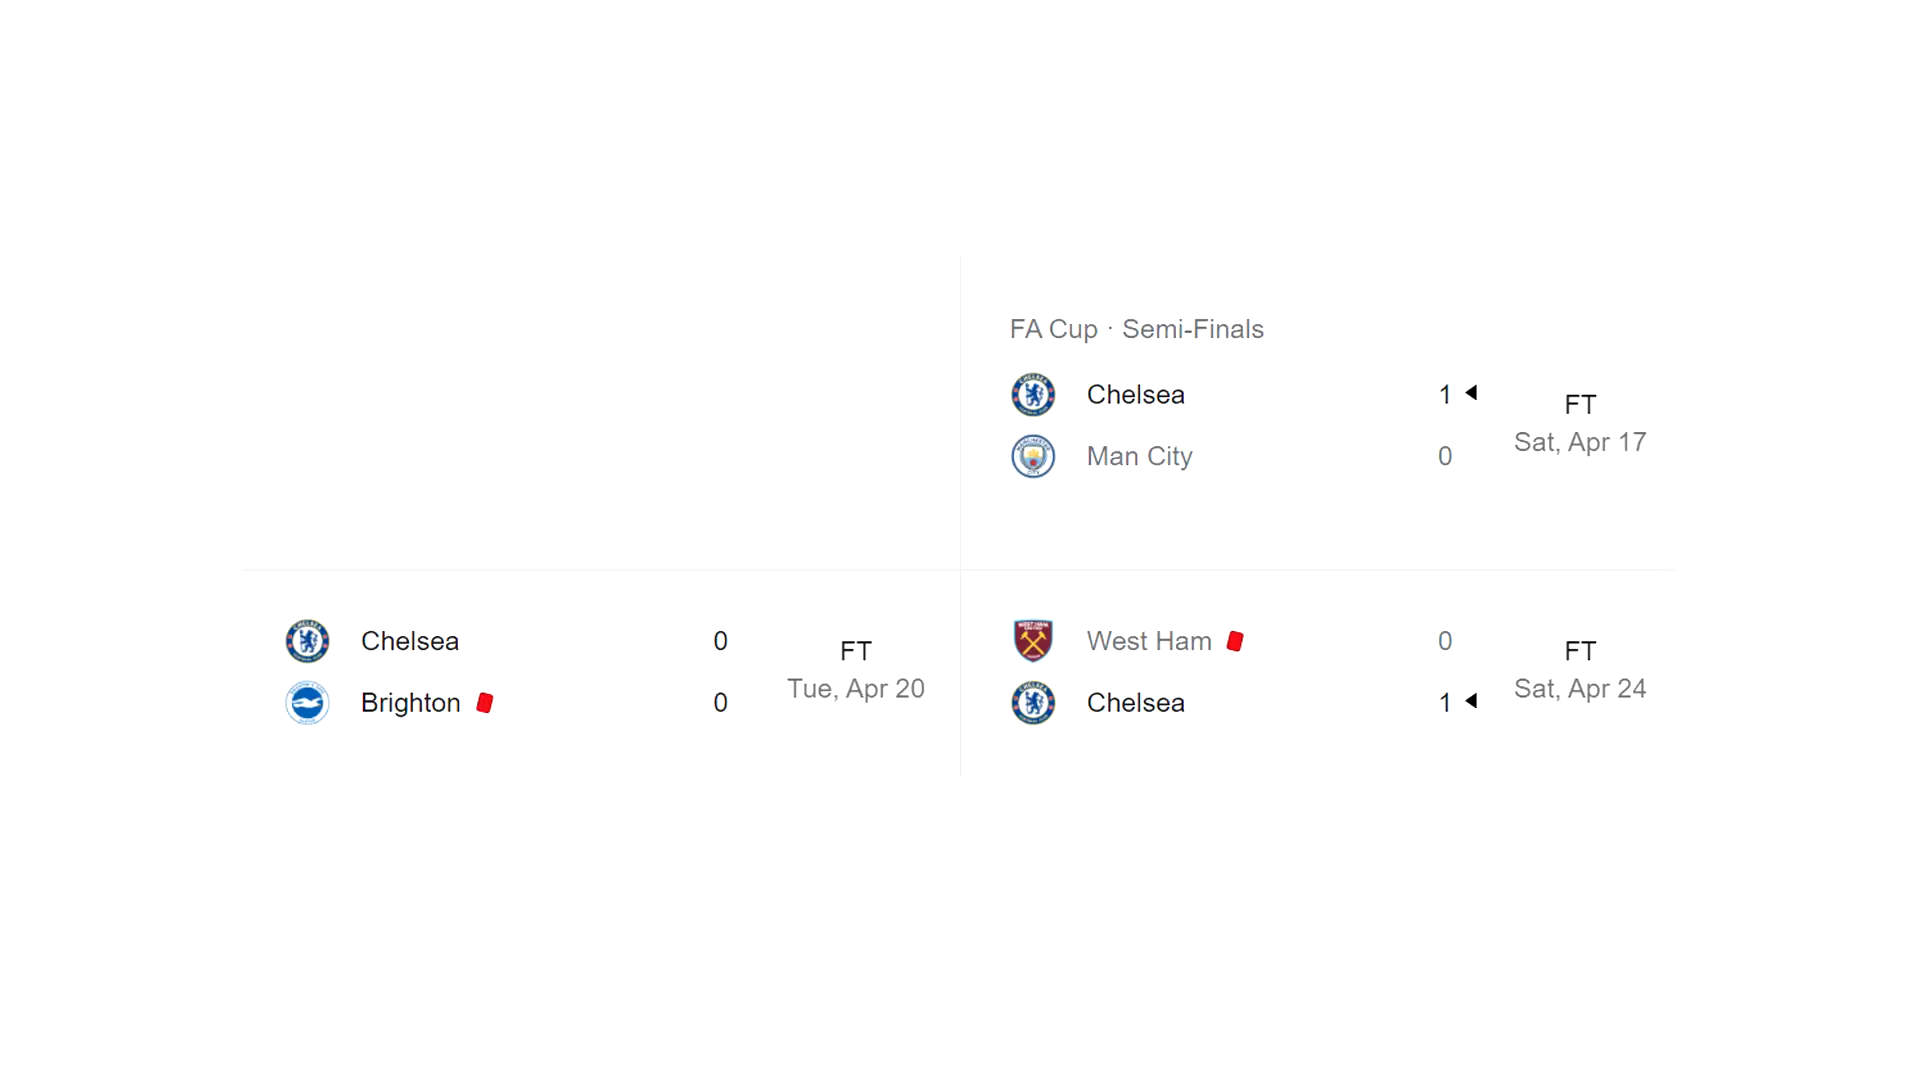 FA Cup · Semi-Finals
Chelsea 1
FT
Man City 0
Sat, Apr 17
Chelsea 0
FT
Brighton 0
Tue, Apr 20
West Ham 0
FT
Chelsea 1
Sat, Apr 24